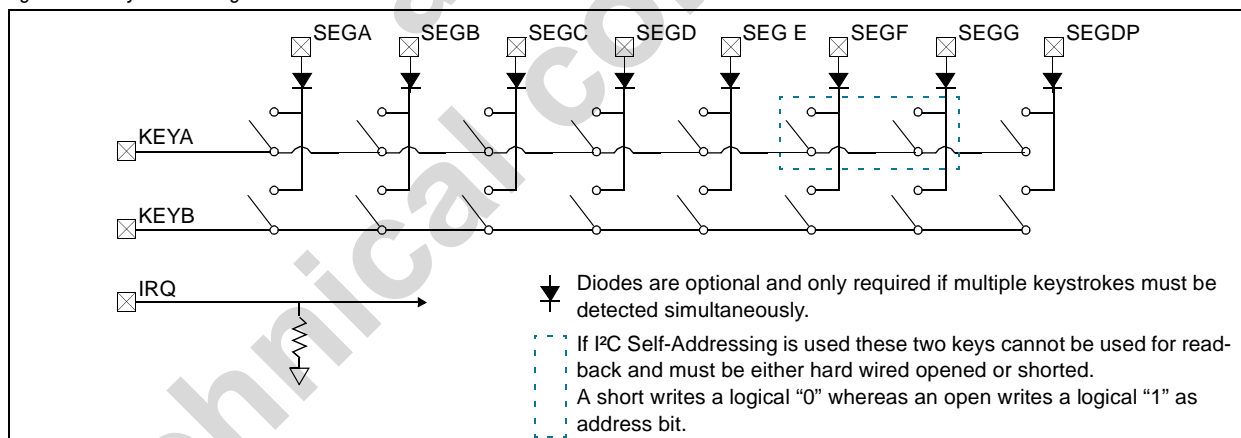 SEGA SEGB SEGC SEGD SEG E SEGF SEGG SEGDP
KEYA
KEYB
IRQ
Diodes are optional and only required if multiple keystrokes must be
detected simultaneously.
If I²C Self-Addressing is used these two keys cannot be used for read-
back and must be either hard wired opened or shorted.
A short writes a logical “0” whereas an open writes a logical “1” as
address bit.